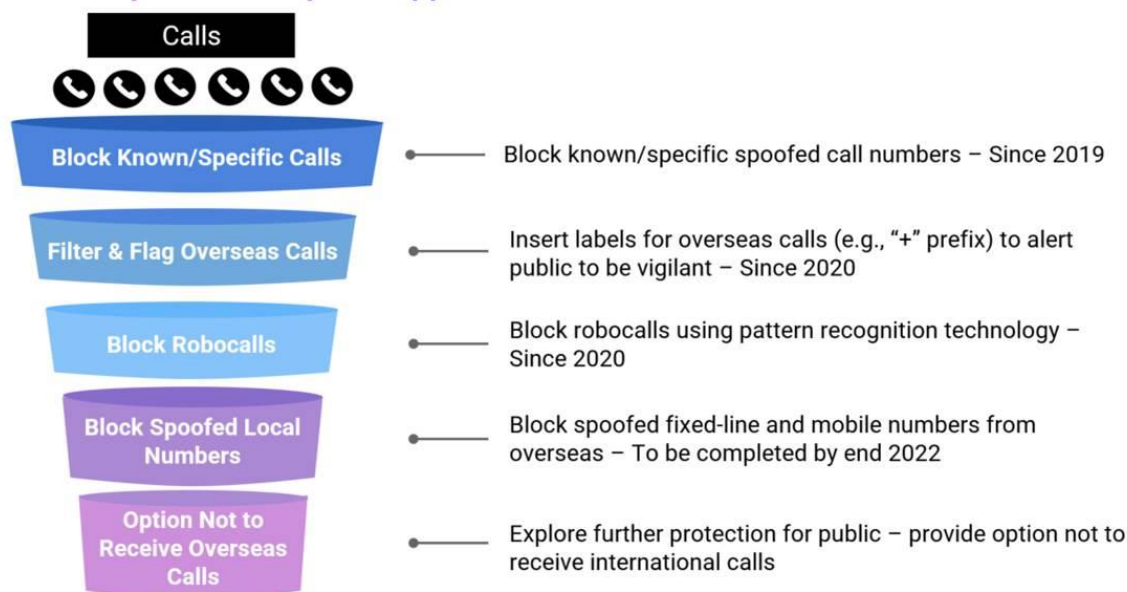 Calls
Block Known/Specific Calls
Block known/specific spoofed call numbers – Since 2019
Filter & Flag Overseas Calls
Insert labels for overseas calls (e.g., “+” prefix) to alert
public to be vigilant – Since 2020
Block Robocalls
Block robocalls using pattern recognition technology –
Since 2020
Block Spoofed Local
Numbers
Block spoofed fixed-line and mobile numbers from
overseas – To be completed by end 2022
Option Not to
Receive Overseas
Calls
Explore further protection for public – provide option not to
receive international calls